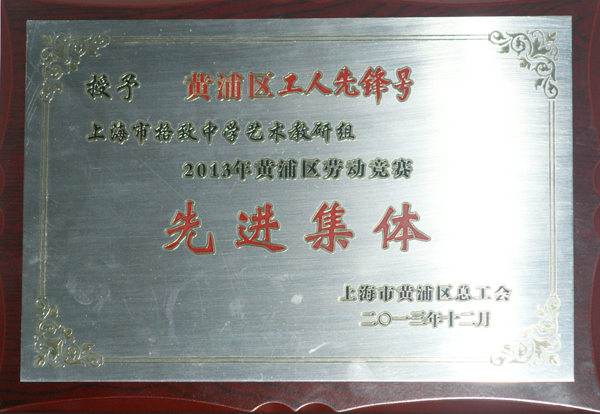 授予 黄浦区工人先锋号
上海市格致中学艺术教研组
2013年黄浦区劳动竞赛
先进集体
上海市黄浦区总工会
二〇一三年十二月